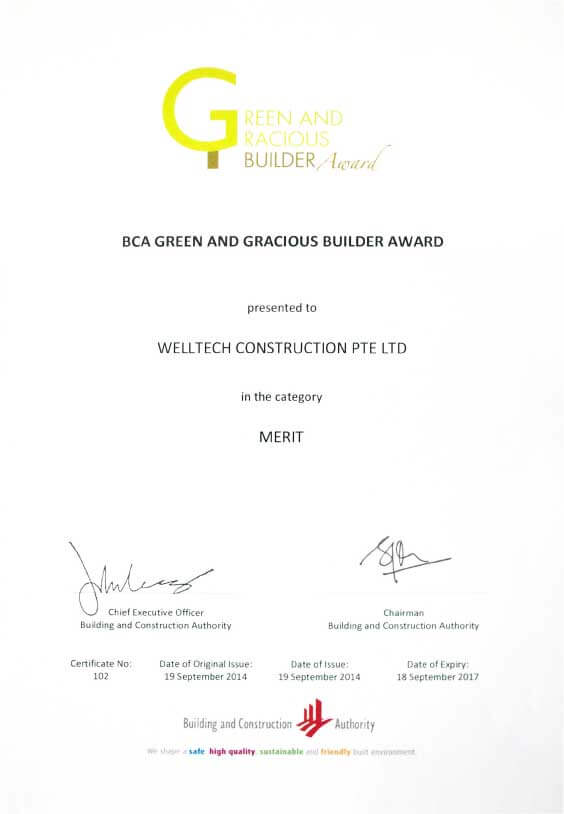 GREEN AND
GRACIOUS
BUILDER Award
BCA GREEN AND GRACIOUS BUILDER AWARD
presented to
WELLTECH CONSTRUCTION PTE LTD
in the category
MERIT
Chief Executive Officer
Building and Construction Authority
Chairman
Building and Construction Authority
Certificate No:
102
Date of Original Issue:
19 September 2014
Date of Issue:
19 September 2014
Date of Expiry:
18 September 2017
Building and Construction Authority
We shape a safe, high quality, sustainable and friendly built environment.